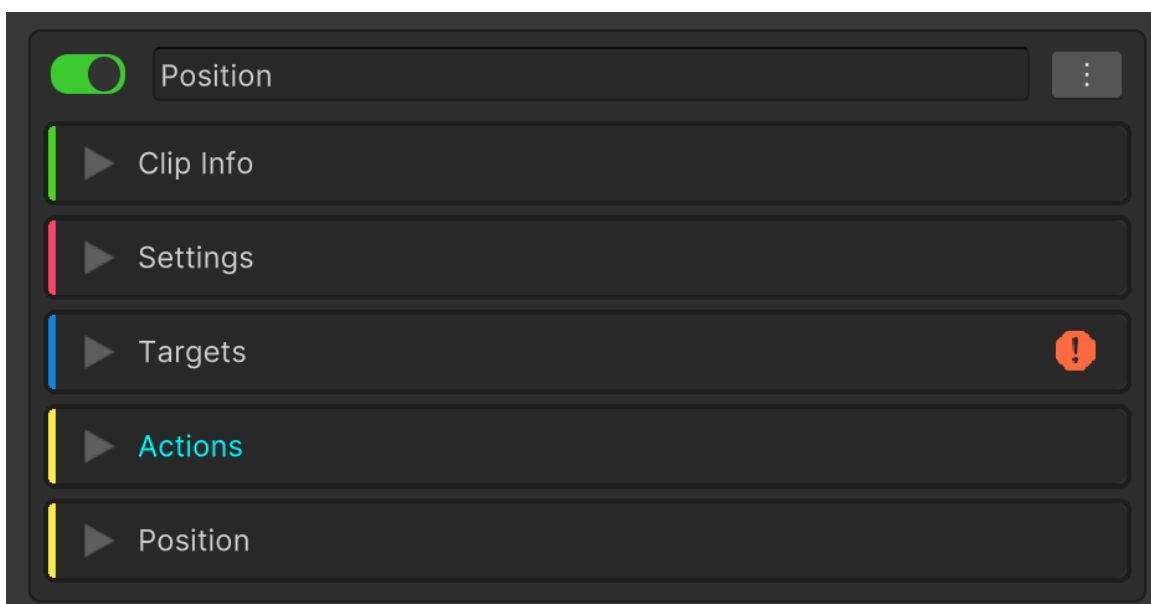 Position
Clip Info
Settings
Targets
Actions
Position